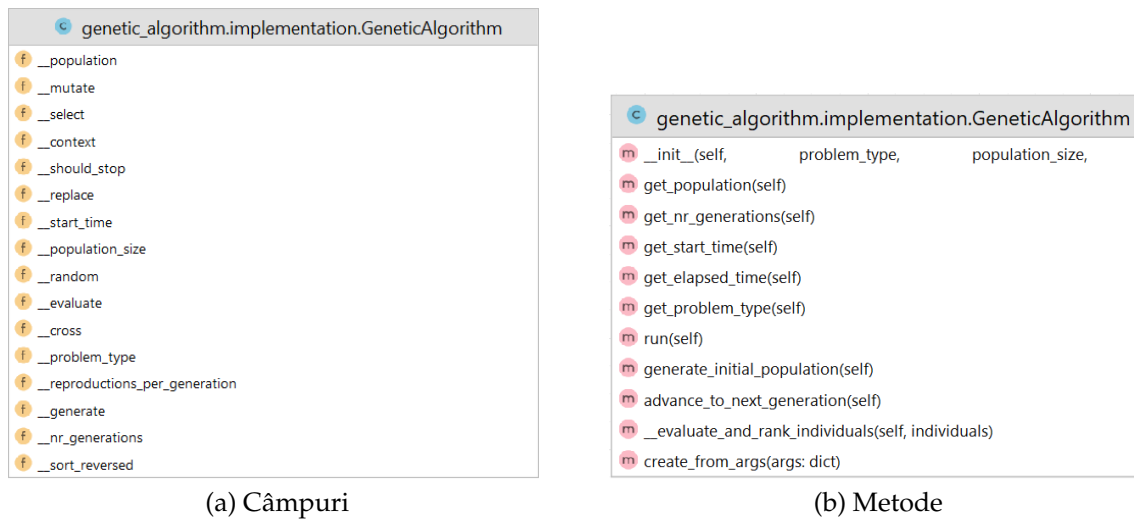 genetic_algorithm.implementation.GeneticAlgorithm
__population
__mutate
__select
__context
__should_stop
__replace
__start_time
__population_size
__random
__evaluate
__cross
__problem_type
__reproductions_per_generation
__generate
__nr_generations
__sort_reversed
(a) Câmpuri
genetic_algorithm.implementation.GeneticAlgorithm
__init__(self, problem_type, population_size,
get_population(self)
get_nr_generations(self)
get_start_time(self)
get_elapsed_time(self)
get_problem_type(self)
run(self)
generate_initial_population(self)
advance_to_next_generation(self)
__evaluate_and_rank_individuals(self, individuals)
create_from_args(args: dict)
(b) Metode